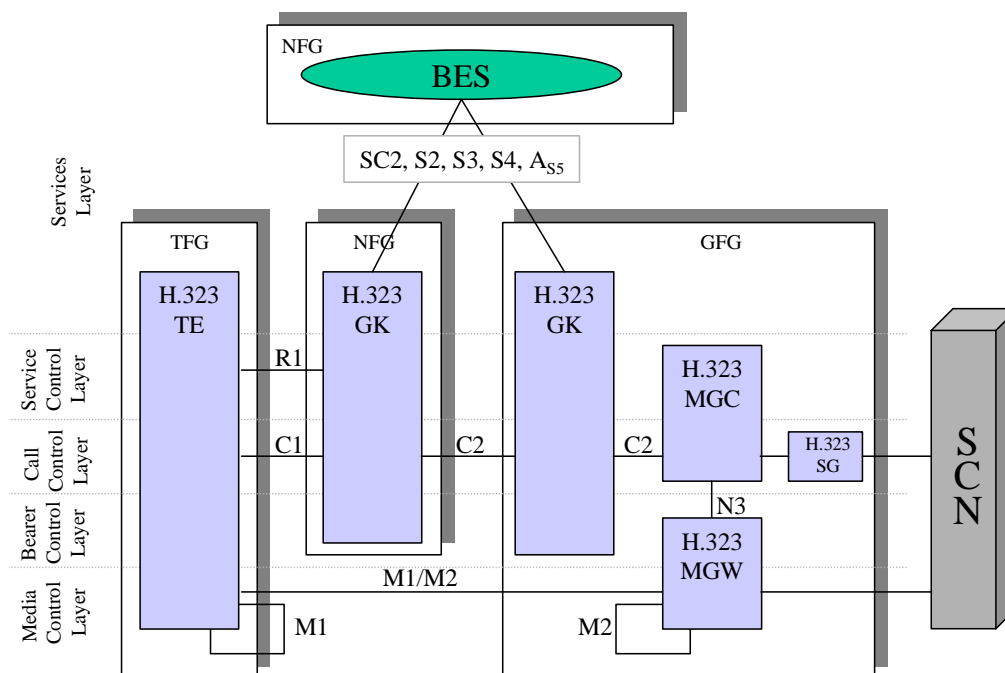 NFG
BES
SC2, S2, S3, S4, A_S5
Services
Layer
TFG
NFG
GFG
H.323
TE
H.323
GK
H.323
GK
Service
Control
Layer
R1
H.323
MGC
Call
Control
Layer
C1
C2
C2
H.323
SG
SCN
Bearer
Control
Layer
N3
H.323
MGW
Media
Control
Layer
M1/M2
M1
M2